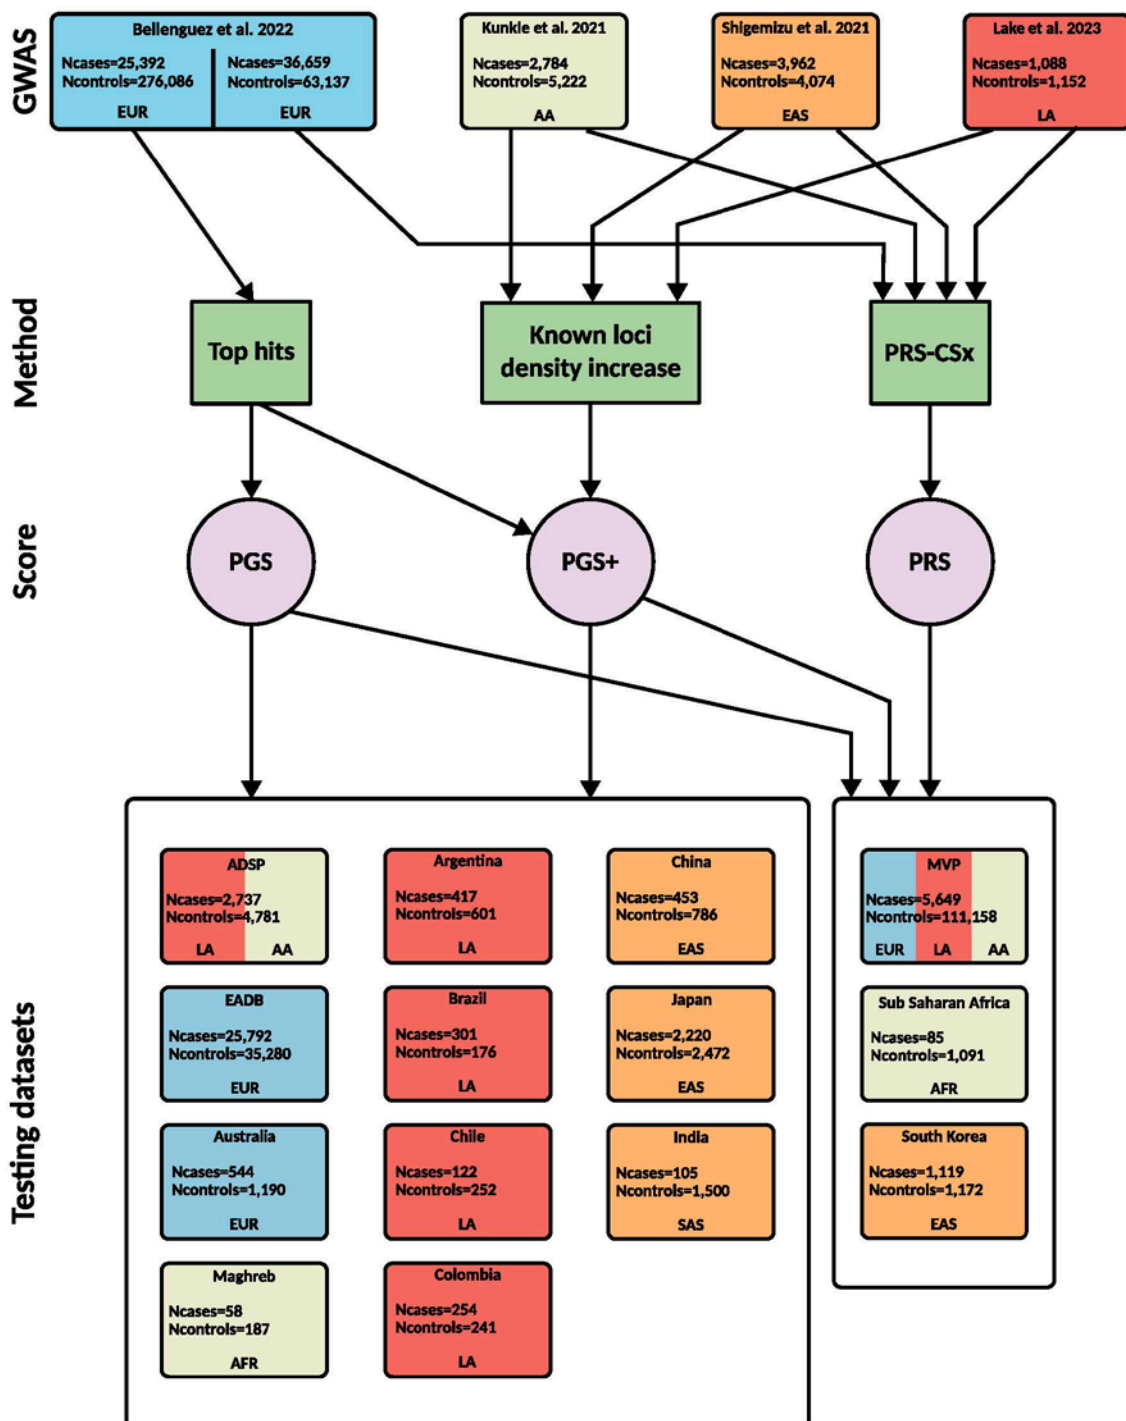 GWAS
Bellenguez et al. 2022
Ncases=25,392
Ncontrols=276,086
EUR
Ncases=36,659
Ncontrols=63,137
EUR
Kunkle et al. 2021
Ncases=2,784
Ncontrols=5,222
AA
Shigemizu et al. 2021
Ncases=3,962
Ncontrols=4,074
EAS
Lake et al. 2023
Ncases=1,088
Ncontrols=1,152
LA
Method
Top hits
Known loci
density increase
PRS-CSx
Score
PGS
PGS+
PRS
Testing datasets
ADSP
Ncases=2,737
Ncontrols=4,781
LA AA
Argentina
Ncases=417
Ncontrols=601
LA
China
Ncases=453
Ncontrols=786
EAS
MVP
Ncases=5,649
Ncontrols=111,158
EUR LA AA
EADB
Ncases=25,792
Ncontrols=35,280
EUR
Brazil
Ncases=301
Ncontrols=176
LA
Japan
Ncases=2,220
Ncontrols=2,472
EAS
Sub Saharan Africa
Ncases=85
Ncontrols=1,091
AFR
Australia
Ncases=544
Ncontrols=1,190
EUR
Chile
Ncases=122
Ncontrols=252
LA
India
Ncases=105
Ncontrols=1,500
SAS
South Korea
Ncases=1,119
Ncontrols=1,172
EAS
Maghreb
Ncases=58
Ncontrols=187
AFR
Colombia
Ncases=254
Ncontrols=241
LA